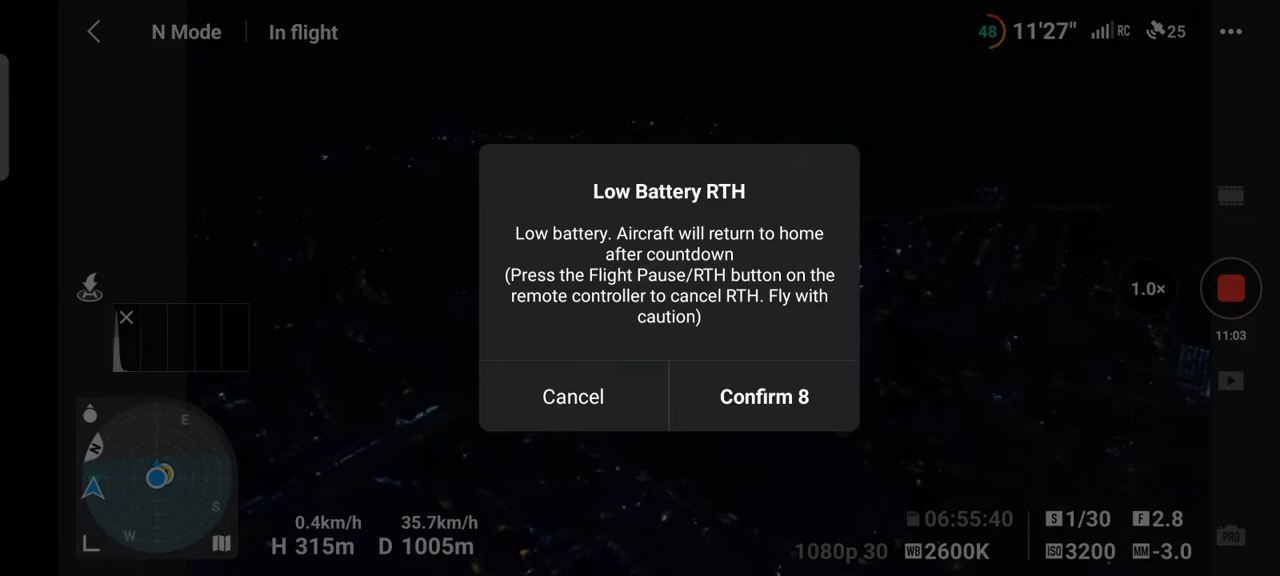 N Mode
In flight
48
11'27"
RC
25
Low Battery RTH
Low battery. Aircraft will return to home
after countdown
(Press the Flight Pause/RTH button on the
remote controller to cancel RTH. Fly with
caution)
Cancel
Confirm 8
1.0×
11:03
E
N
S
W
0.4km/h
35.7km/h
H 315m
D 1005m
06:55:40
1080p 30
WB 2600K
S 1/30
F 2.8
ISO 3200
MM -3.0
PRO